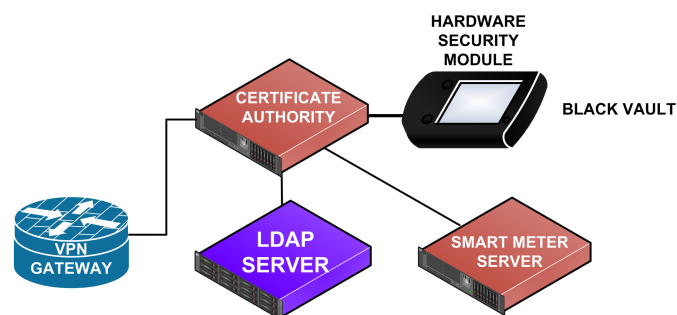 HARDWARE
SECURITY
MODULE
CERTIFICATE
AUTHORITY
BLACK VAULT
VPN
GATEWAY
LDAP
SERVER
SMART METER
SERVER